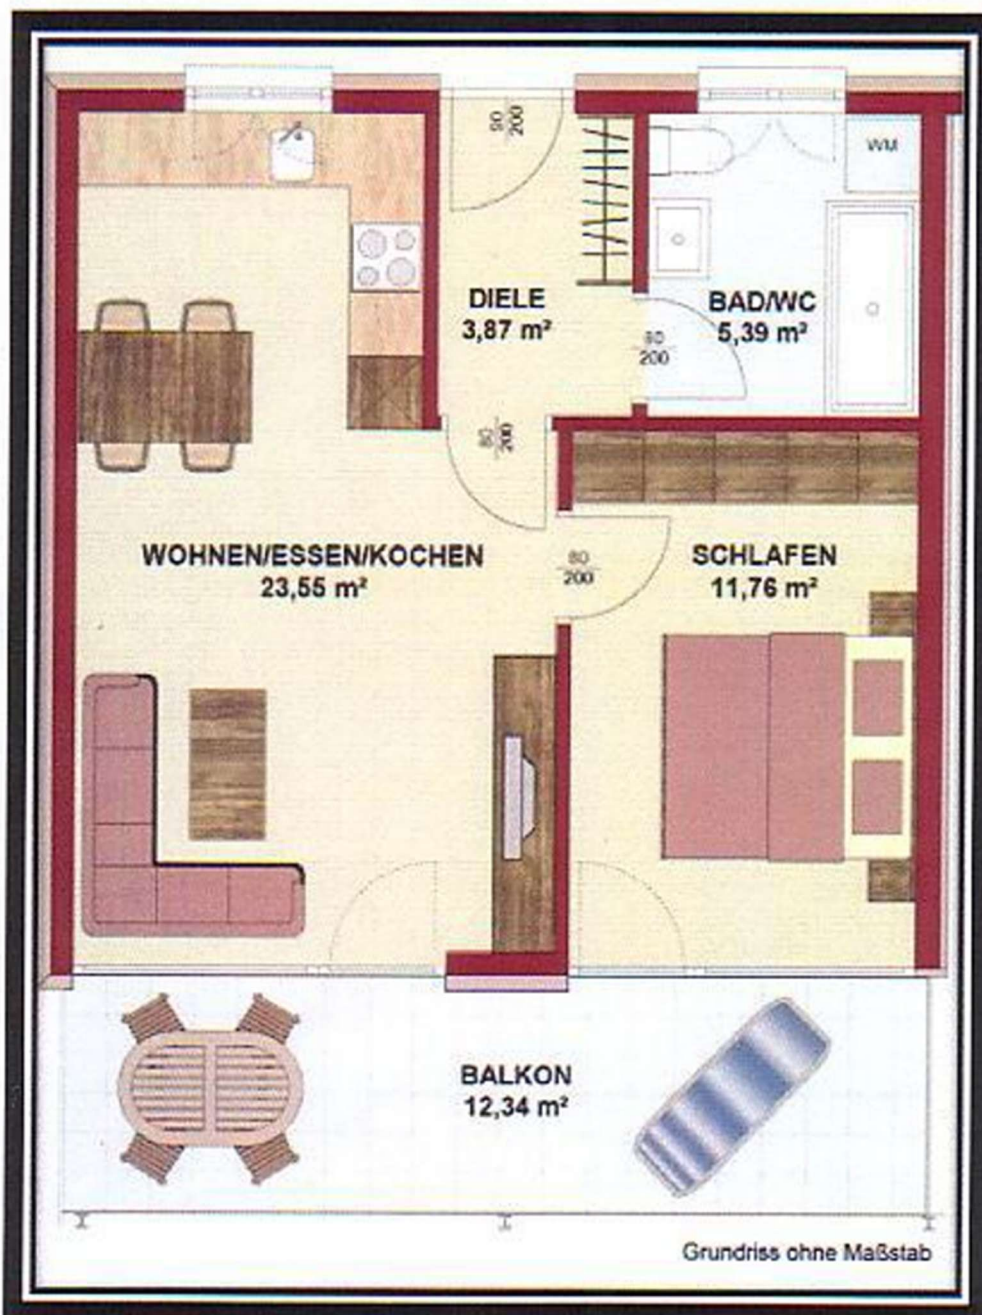 90
200
WM
DIELE
3,87 m²
BAD/WC
5,39 m²
80
200
80
200
WOHNEN/ESSEN/KOCHEN
23,55 m²
80
200
SCHLAFEN
11,76 m²
BALKON
12,34 m²
Grundriss ohne Maßstab